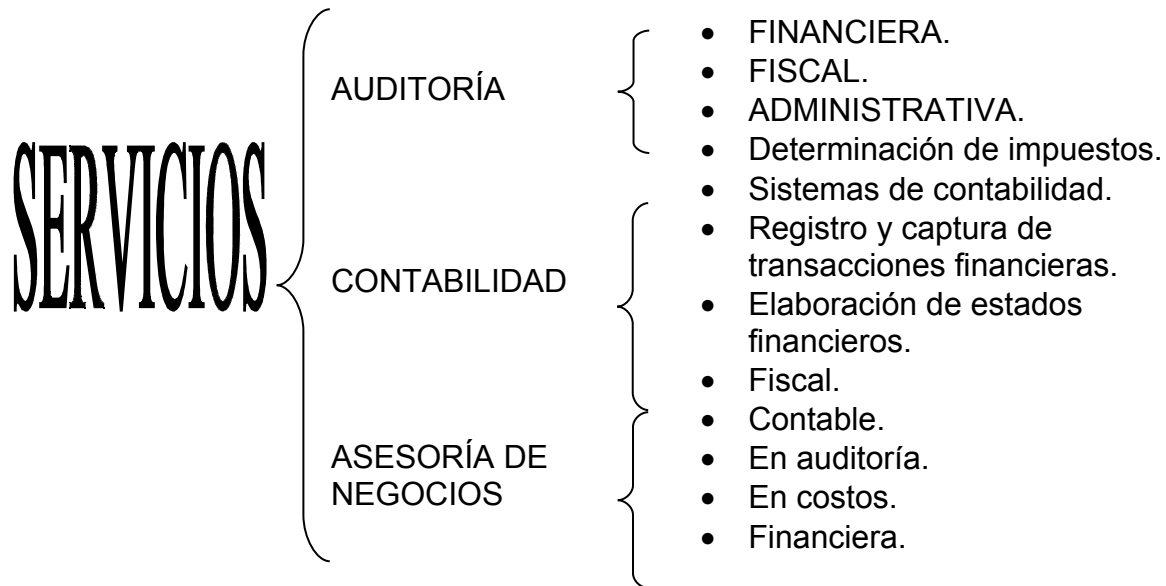 SERVICIOS
AUDITORÍA
• FINANCIERA.
• FISCAL.
• ADMINISTRATIVA.
• Determinación de impuestos.
CONTABILIDAD
• Sistemas de contabilidad.
• Registro y captura de
transacciones financieras.
• Elaboración de estados
financieros.
• Fiscal.
ASESORÍA DE
NEGOCIOS
• Contable.
• En auditoría.
• En costos.
• Financiera.